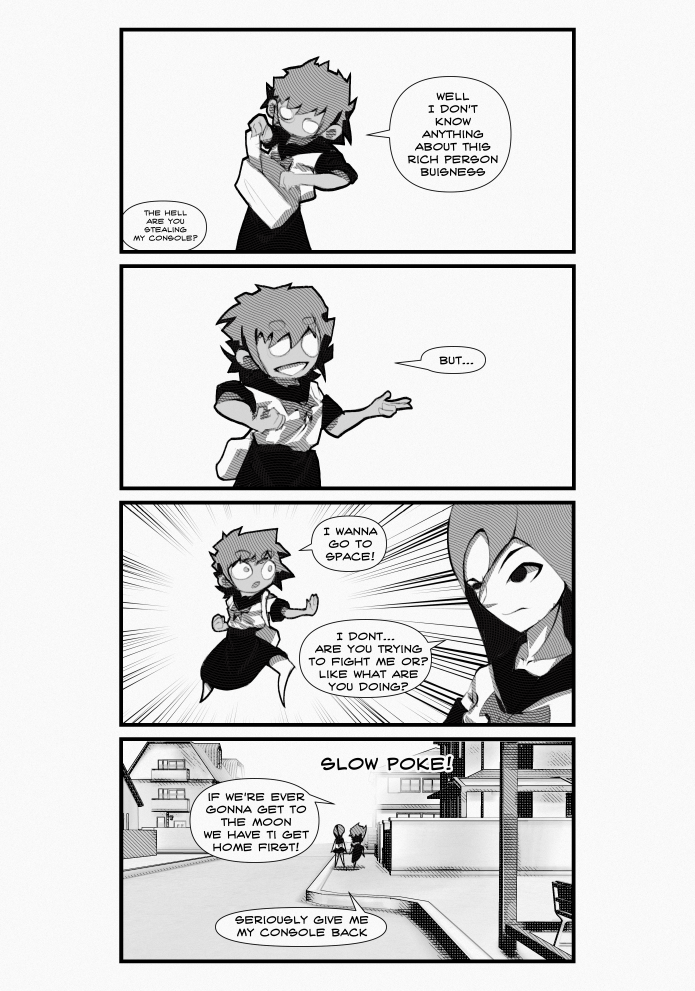 WELL
I DON'T
KNOW
ANYTHING
ABOUT THIS
RICH PERSON
BUISNESS
THE HELL
ARE YOU
STEALING
MY CONSOLE?
BUT...
I WANNA
GO TO
SPACE!
I DONT...
ARE YOU TRYING
TO FIGHT ME OR?
LIKE WHAT ARE
YOU DOING?
SLOW POKE!
IF WE'RE EVER
GONNA GET TO
THE MOON
WE HAVE TI GET
HOME FIRST!
SERIOUSLY GIVE ME
MY CONSOLE BACK